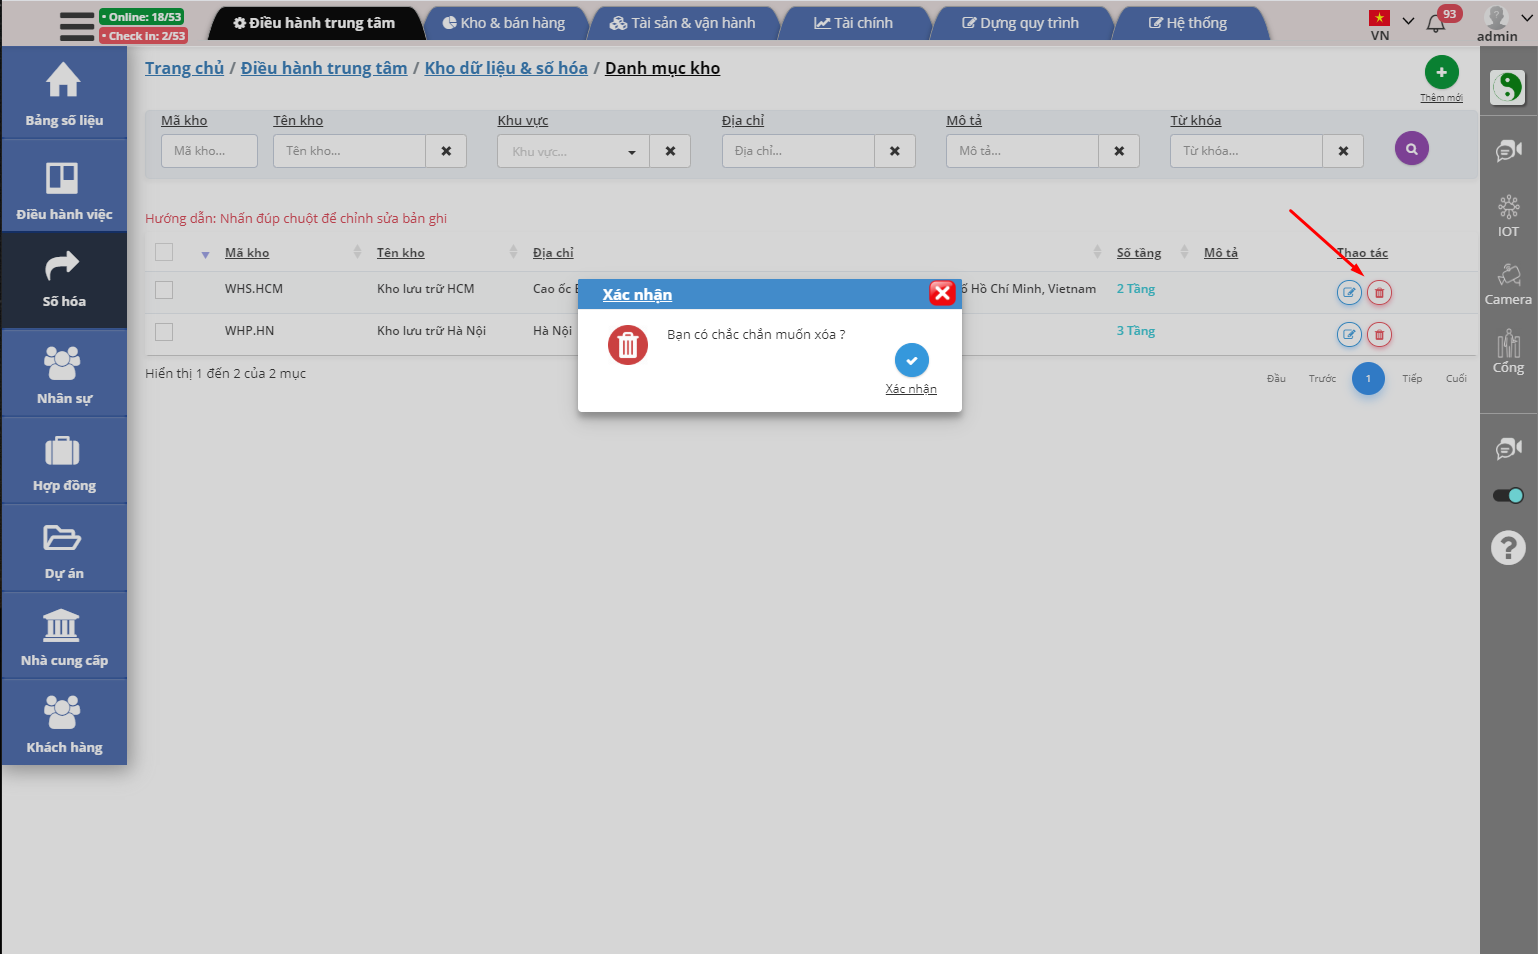 • Online: 18/53
• Check in: 2/53
Điều hành trung tâm
Kho & bán hàng
Tài sản & vận hành
Tài chính
Dựng quy trình
Hệ thống
VN
93
admin
Trang chủ / Điều hành trung tâm / Kho dữ liệu & số hóa / Danh mục kho
Thêm mới
Bảng số liệu
Điều hành việc
Số hóa
Nhân sự
Hợp đồng
Dự án
Nhà cung cấp
Khách hàng
Mã kho
Tên kho
Khu vực
Địa chỉ
Mô tả
Từ khóa
Mã kho...
Tên kho...
Khu vực...
Địa chỉ...
Mô tả...
Từ khóa...
Hướng dẫn: Nhấn đúp chuột để chỉnh sửa bản ghi
Mã kho
Tên kho
Địa chỉ
Số tầng
Mô tả
Thao tác
WHS.HCM
Kho lưu trữ HCM
Cao ốc
Hồ Chí Minh, Vietnam
2 Tầng
WHP.HN
Kho lưu trữ Hà Nội
Hà Nội
3 Tầng
Hiển thị 1 đến 2 của 2 mục
Đầu
Trước
1
Tiếp
Cuối
Xác nhận
Bạn có chắc chắn muốn xóa ?
Xác nhận
IOT
Camera
Cổng
?